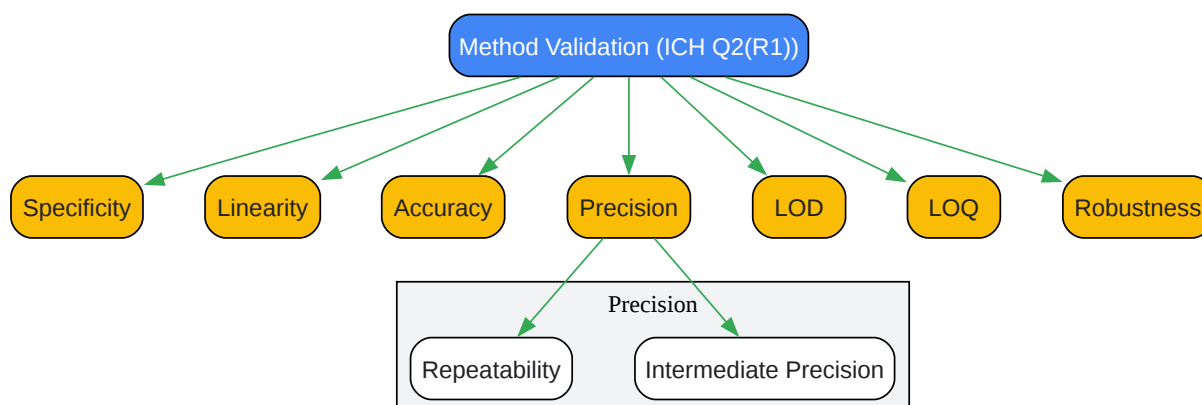 Method Validation (ICH Q2(R1))
Specificity
Linearity
Accuracy
Precision
LOD
LOQ
Robustness
Precision
Repeatability
Intermediate Precision